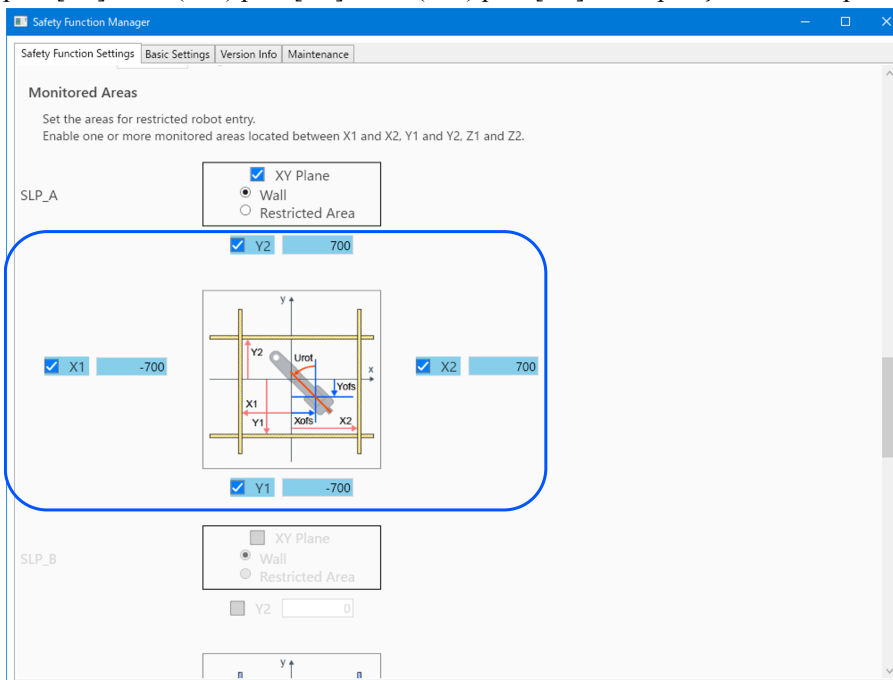 Safety Function Manager
Safety Function Settings Basic Settings Version Info Maintenance
Monitored Areas
Set the areas for restricted robot entry.
Enable one or more monitored areas located between X1 and X2, Y1 and Y2, Z1 and Z2.
SLP_A
XY Plane
Wall
Restricted Area
Y2 700
X1 -700
y
Y2
Urot
x
Yofs
X1
Y1
Xofs
X2
X2 700
Y1 -700
SLP_B
XY Plane
Wall
Restricted Area
Y2 0
y